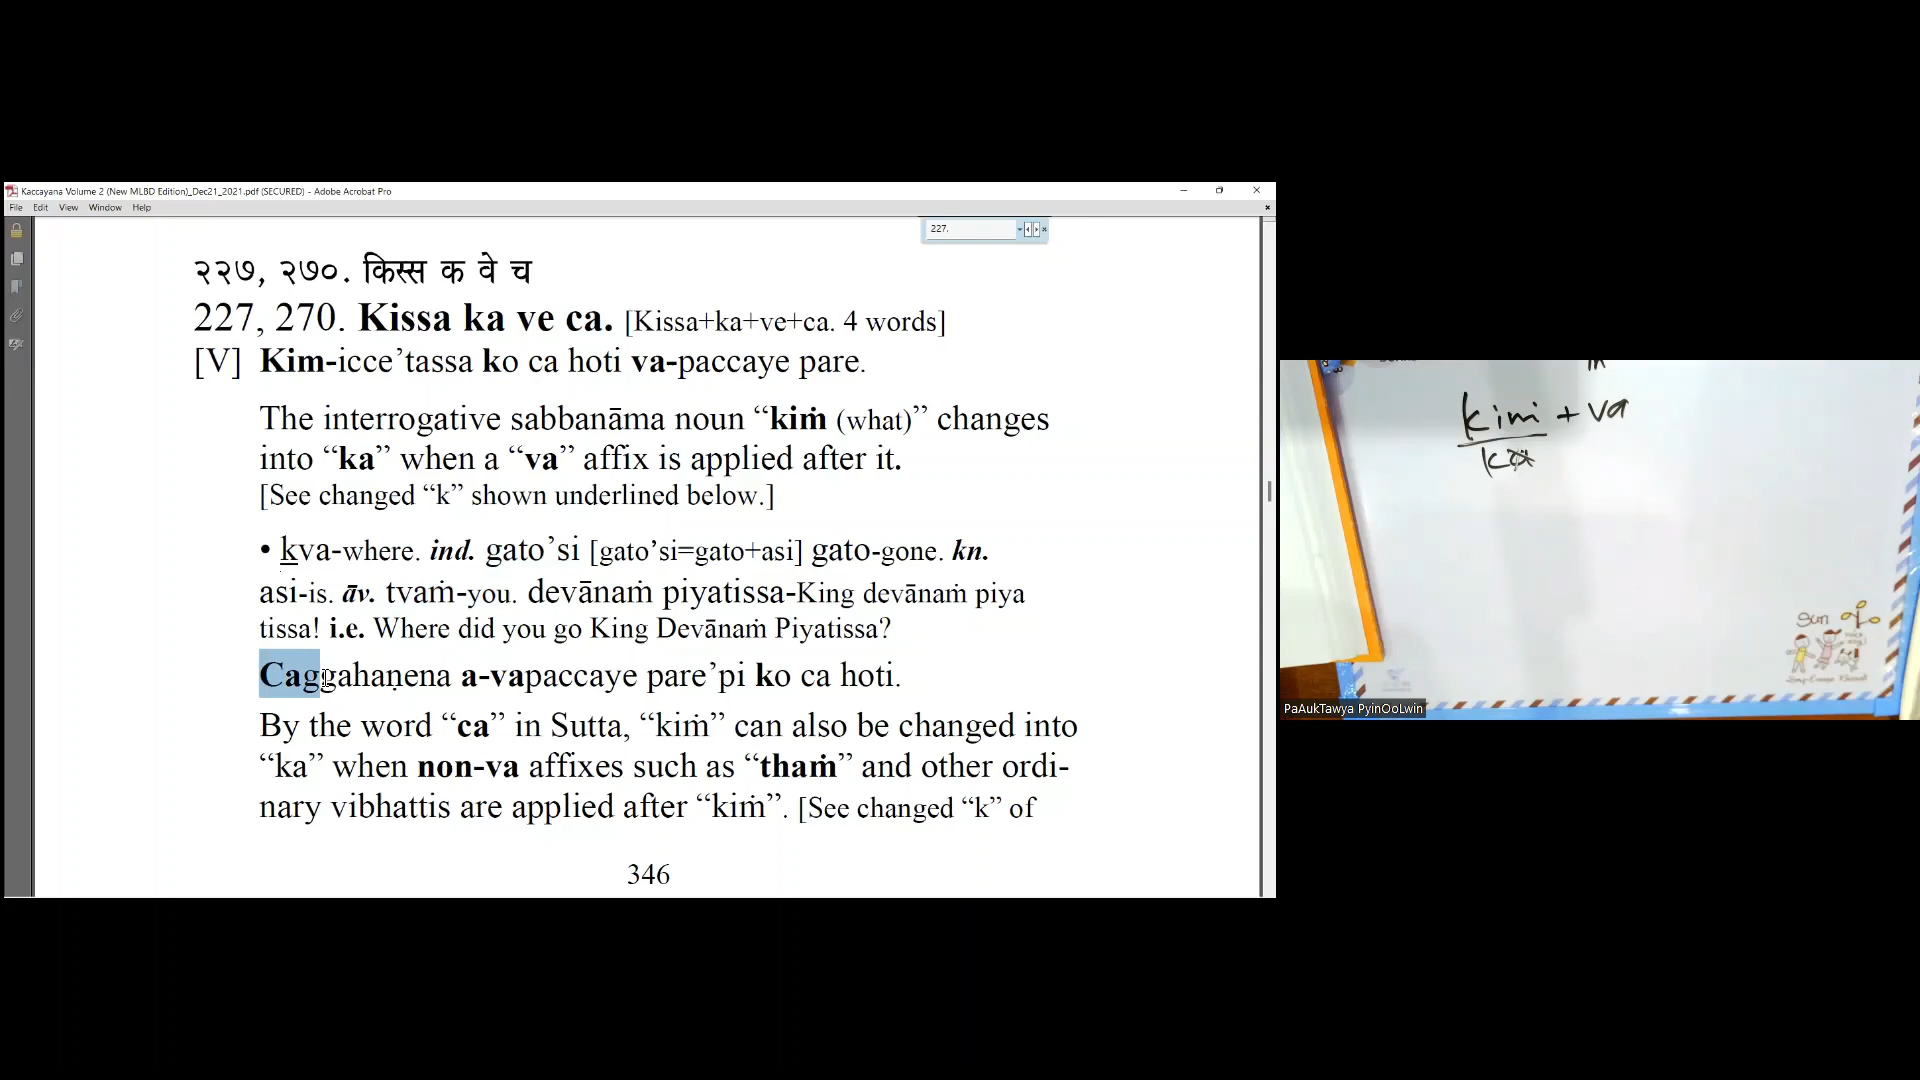 Kaccayana Volume 2 (New MLBD Edition)_Dec21_2021.pdf (SECURED) - Adobe Acrobat Pro
File Edit View Window Help
227.
२२७, २७०. किस्स क वे च
227, 270. Kissa ka ve ca. [Kissa+ka+ve+ca. 4 words]
[V] Kim-icce’tassa ko ca hoti va-paccaye pare.
The interrogative sabbanāma noun “kiṁ (what)” changes
into “ka” when a “va” affix is applied after it.
[See changed “k” shown underlined below.]
• kva-where. ind. gato’si [gato’si=gato+asi] gato-gone. kn.
asi-is. āv. tvaṁ-you. devānaṁ piyatissa-King devānaṁ piya
tissa! i.e. Where did you go King Devānaṁ Piyatissa?
Caggahaṇena a-vapaccaye pare’pi ko ca hoti.
By the word “ca” in Sutta, “kiṁ” can also be changed into
“ka” when non-va affixes such as “thaṁ” and other ordi-
nary vibhattis are applied after “kiṁ”. [See changed “k” of
346
kim + va
ka
Sun
PaAukTawya PyinOoLwin